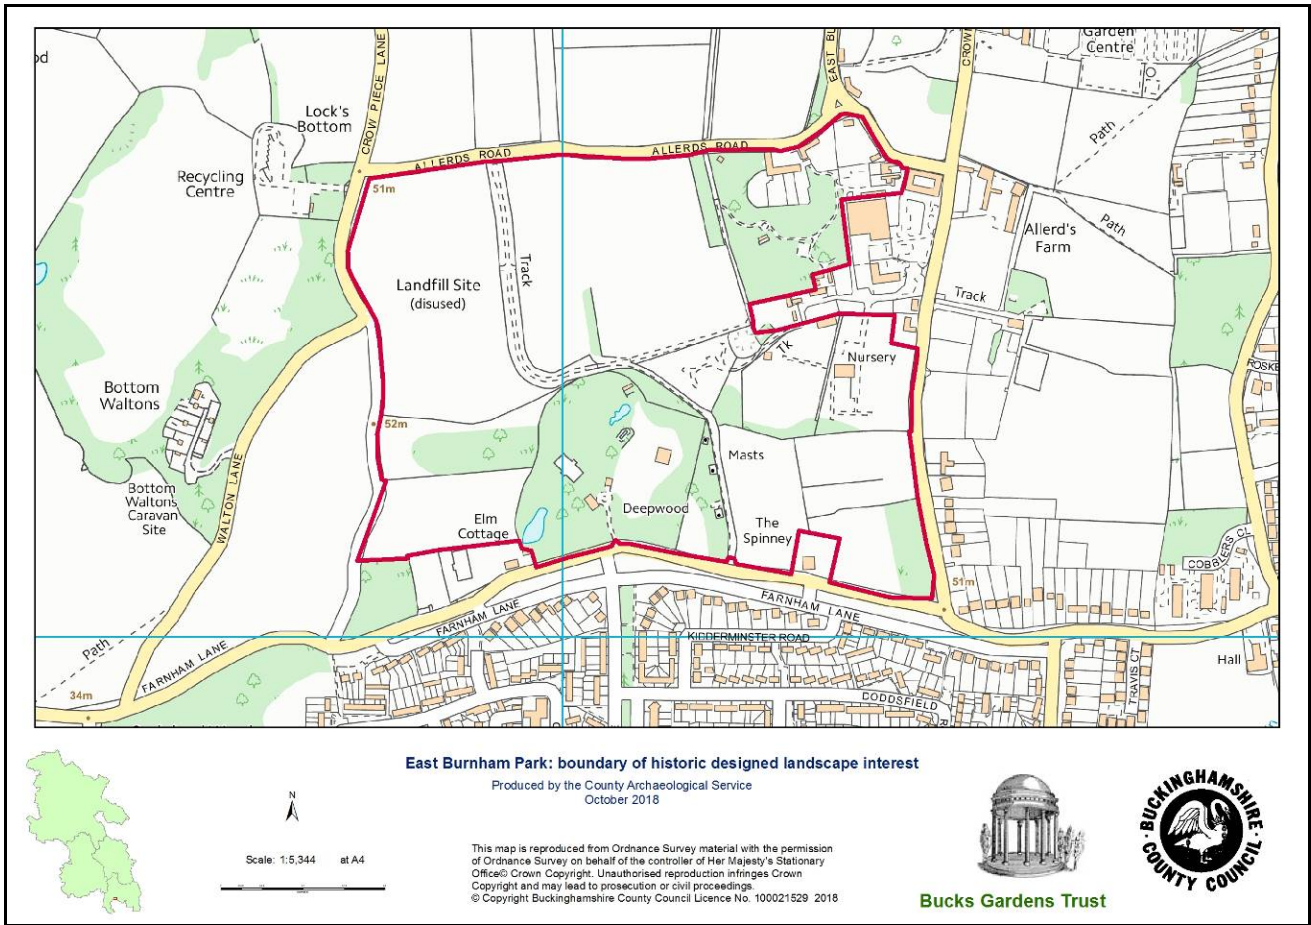 od
Lock's
Bottom
Recycling
Centre
CROW PIECE LANE
ALLERDS ROAD
ALLERDS ROAD
EAST BU
CROWN
Garden
Centre
Path
Path
51m
Landfill Site
(disused)
Track
Allerd's
Farm
Track
Tk
Nursery
ROSKE
Bottom
Waltons
52m
Masts
Bottom
Waltons
Caravan
Site
WALTON LANE
Elm
Cottage
Deepwood
The
Spinney
COBBLERS CL
51m
FARNHAM LANE
FARNHAM LANE
KIDDERMINSTER ROAD
Path
FARNHAM LANE
34m
DODDSFIELD R
TRAVIS CT
Hall
East Burnham Park: boundary of historic designed landscape interest
Produced by the County Archaeological Service
October 2018
N
Scale: 1:5,344 at A4
This map is reproduced from Ordnance Survey material with the permission
of Ordnance Survey on behalf of the controller of Her Majesty's Stationary
Office© Crown Copyright. Unauthorised reproduction infringes Crown
Copyright and may lead to prosecution or civil proceedings.
© Copyright Buckinghamshire County Council Licence No. 100021529 2018
Bucks Gardens Trust
BUCKINGHAMSHIRE
COUNTY COUNCIL